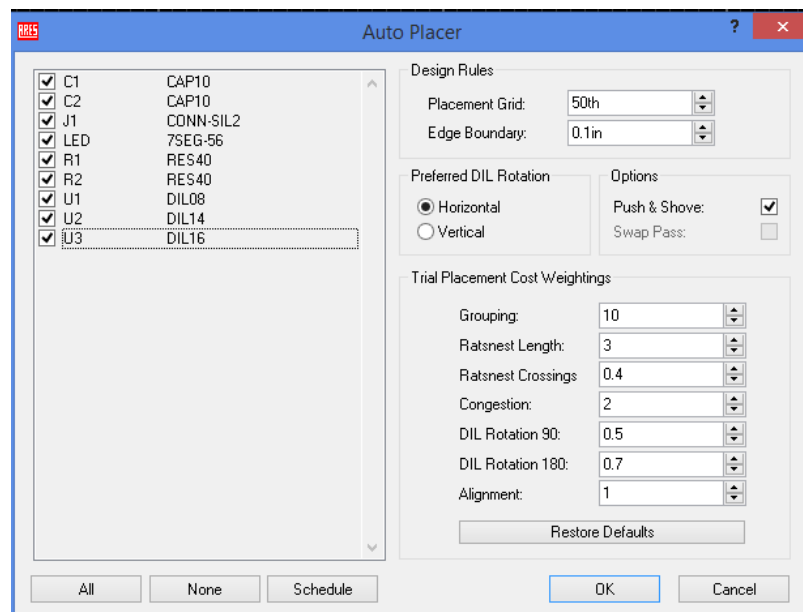 ARES Auto Placer ? ×
C1 CAP10
C2 CAP10
J1 CONN-SIL2
LED 7SEG-56
R1 RES40
R2 RES40
U1 DIL08
U2 DIL14
U3 DIL16
Design Rules
Placement Grid: 50th
Edge Boundary: 0.1in
Preferred DIL Rotation
Horizontal
Vertical
Options
Push & Shove:
Swap Pass:
Trial Placement Cost Weightings
Grouping: 10
Ratsnest Length: 3
Ratsnest Crossings 0.4
Congestion: 2
DIL Rotation 90: 0.5
DIL Rotation 180: 0.7
Alignment: 1
Restore Defaults
All None Schedule OK Cancel